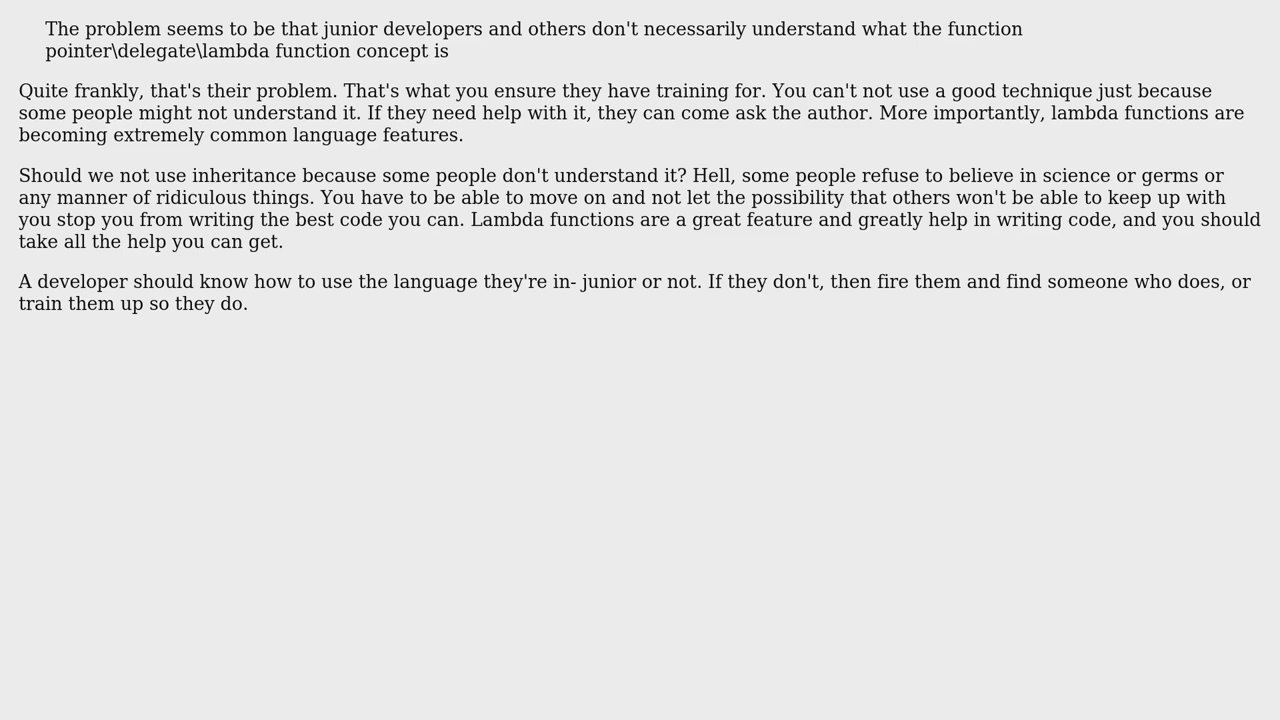 The problem seems to be that junior developers and others don't necessarily understand what the function
pointer\delegate\lambda function concept is
Quite frankly, that's their problem. That's what you ensure they have training for. You can't not use a good technique just because
some people might not understand it. If they need help with it, they can come ask the author. More importantly, lambda functions are
becoming extremely common language features.
Should we not use inheritance because some people don't understand it? Hell, some people refuse to believe in science or germs or
any manner of ridiculous things. You have to be able to move on and not let the possibility that others won't be able to keep up with
you stop you from writing the best code you can. Lambda functions are a great feature and greatly help in writing code, and you should
take all the help you can get.
A developer should know how to use the language they're in- junior or not. If they don't, then fire them and find someone who does, or
train them up so they do.